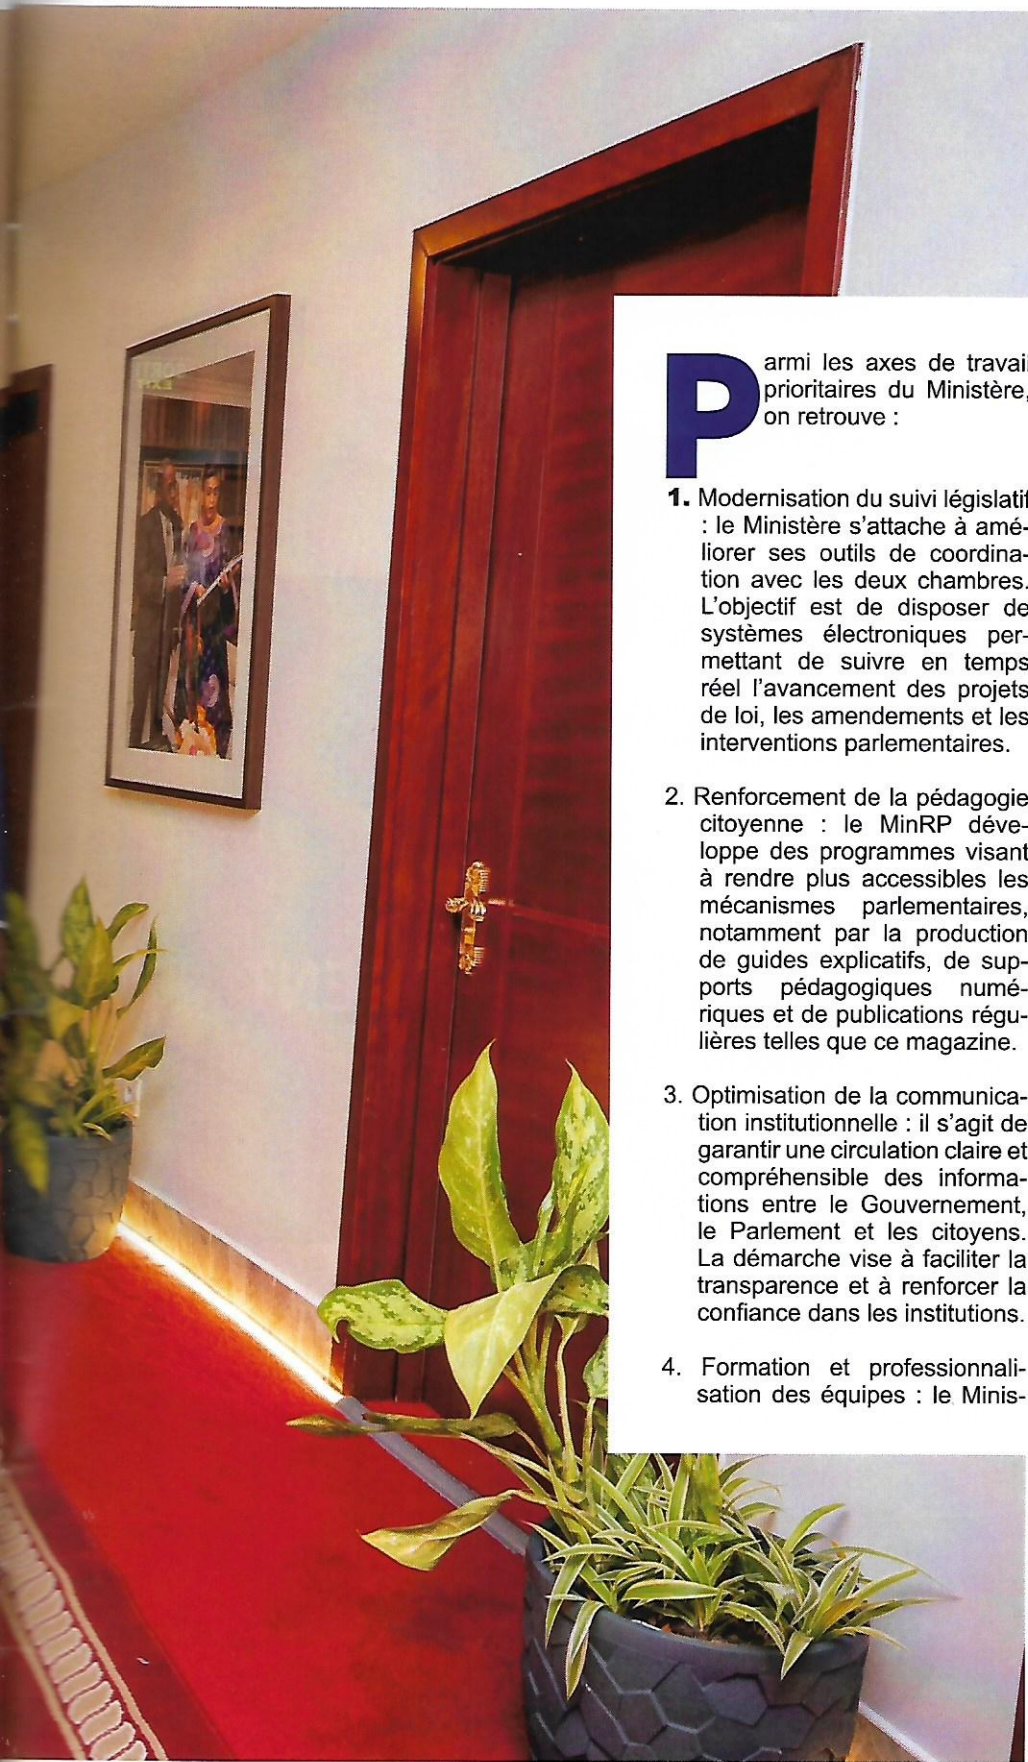 Parmi les axes de travail
prioritaires du Ministère,
on retrouve :
1. Modernisation du suivi législatif
: le Ministère s'attache à amé-
liorer ses outils de coordina-
tion avec les deux chambres.
L'objectif est de disposer de
systèmes électroniques per-
mettant de suivre en temps
réel l'avancement des projets
de loi, les amendements et les
interventions parlementaires.
2. Renforcement de la pédagogie
citoyenne : le MinRP déve-
loppe des programmes visant
à rendre plus accessibles les
mécanismes parlementaires,
notamment par la production
de guides explicatifs, de sup-
ports pédagogiques numé-
riques et de publications régu-
lières telles que ce magazine.
3. Optimisation de la communica-
tion institutionnelle : il s'agit de
garantir une circulation claire et
compréhensible des informa-
tions entre le Gouvernement,
le Parlement et les citoyens.
La démarche vise à faciliter la
transparence et à renforcer la
confiance dans les institutions.
4. Formation et professionnali-
sation des équipes : le Minis-